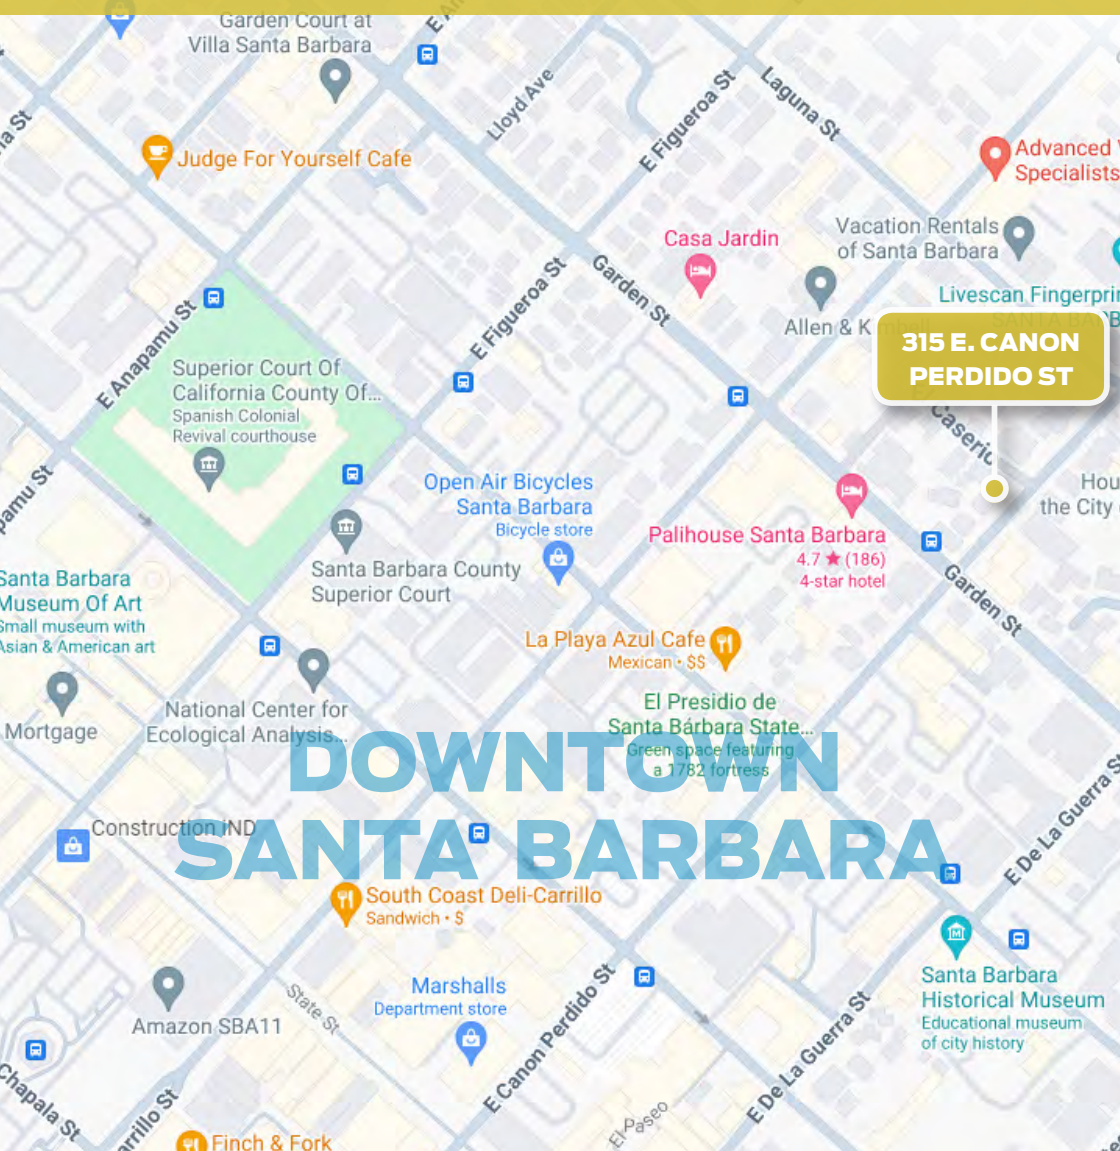 Garden Court at
Villa Santa Barbara
Lloyd Ave
E Figueroa St
Laguna St
Judge For Yourself Cafe
Advanced
Specialists
Vacation Rentals
of Santa Barbara
Casa Jardin
Garden St
E Figueroa St
Allen & K
Livescan Fingerprin
315 E. CANON
PERDIDO ST
E Anapamu St
Superior Court Of
California County Of...
Spanish Colonial
Revival courthouse
Caseric
Open Air Bicycles
Santa Barbara
Bicycle store
Hou
the City
Palihouse Santa Barbara
4.7 ★ (186)
4-star hotel
pamu St
Santa Barbara County
Superior Court
Santa Barbara
Museum Of Art
Small museum with
Asian & American art
Garden St
La Playa Azul Cafe
Mexican • $$
El Presidio de
Santa Bárbara State...
Green space featuring
a 1782 fortress
Mortgage
National Center for
Ecological Analysis...
DOWNTOWN
SANTA BARBARA
Construction IND
E De La Guerra S
South Coast Deli-Carrillo
Sandwich • $
Santa Barbara
Historical Museum
Educational museum
of city history
Marshalls
Department store
Amazon SBA11
State St
E Canon Perdido St
E De La Guerra St
Chapala St
arrillo St
El Paseo
Finch & Fork